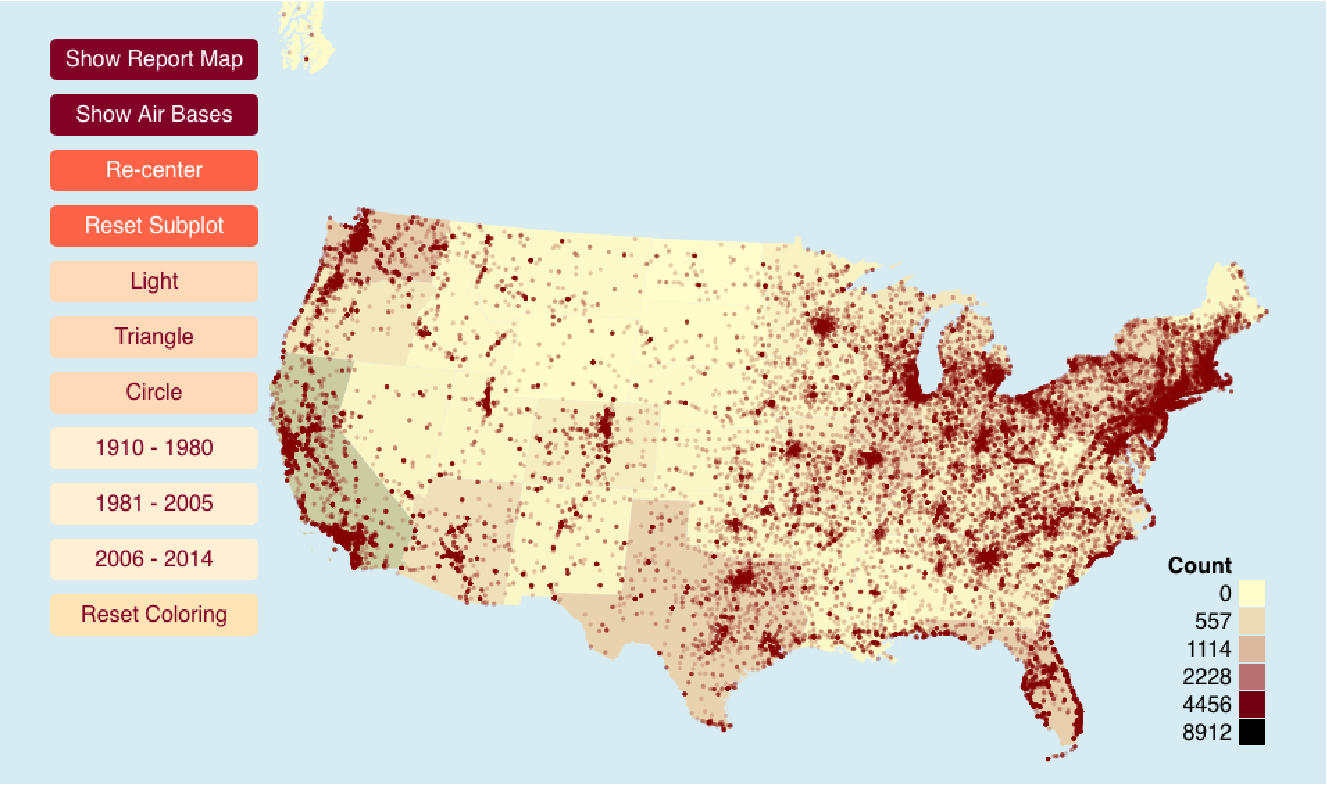 Show Report Map
Show Air Bases
Re-center
Reset Subplot
Light
Triangle
Circle
1910 - 1980
1981 - 2005
2006 - 2014
Reset Coloring
Count
0
557
1114
2228
4456
8912